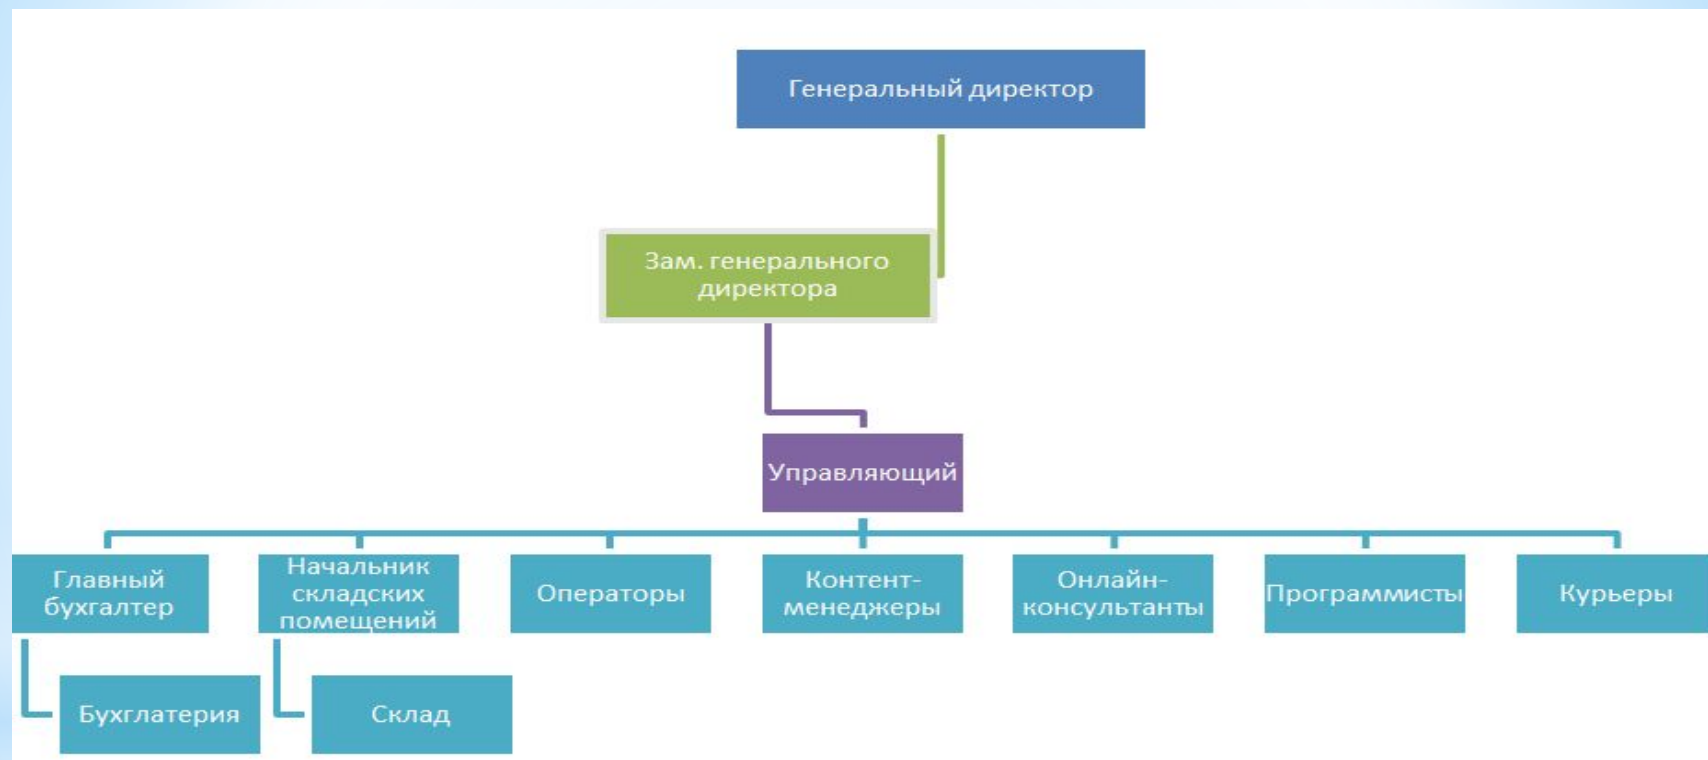 Генеральный директор
Зам. генерального
директора
Управляющий
Главный
бухгалтер
Начальник
складских
помещений
Операторы
Контент-
менеджеры
Онлайн-
консультанты
Программисты
Курьеры
Бухглатерия
Склад